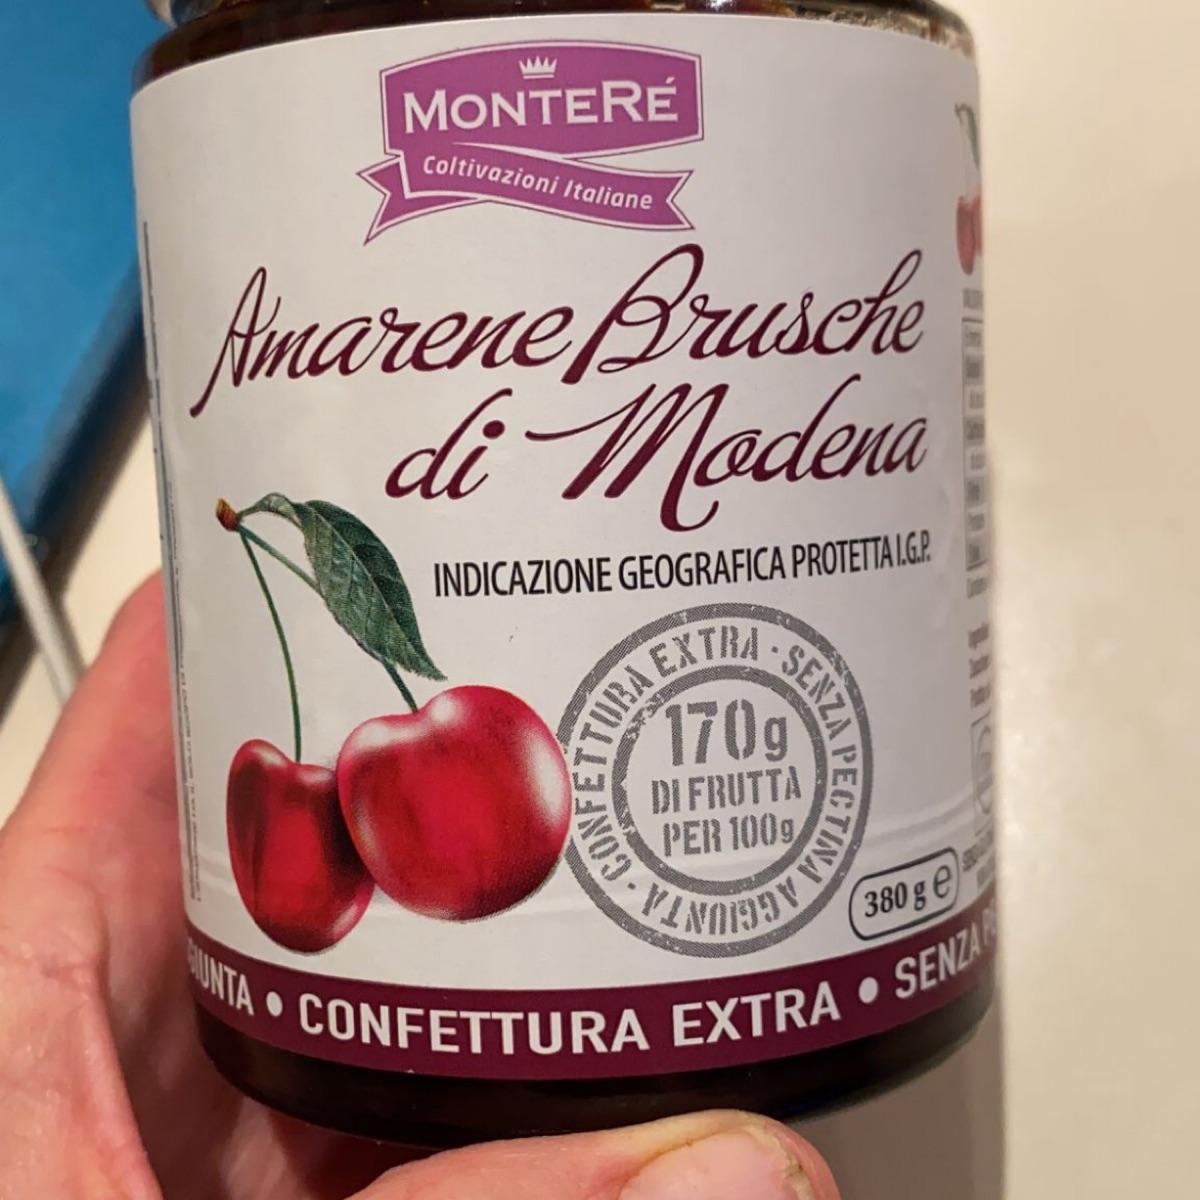 MONTERÉ
Coltivazioni Italiane
Amarene Brusche
di Modena
INDICAZIONE GEOGRAFICA PROTETTA I.G.P.
CONFETTURA EXTRA · SENZA PECTINA AGGIUNTA ·
170g
DI FRUTTA
PER 100g
380 g e
GIUNTA • CONFETTURA EXTRA • SENZA